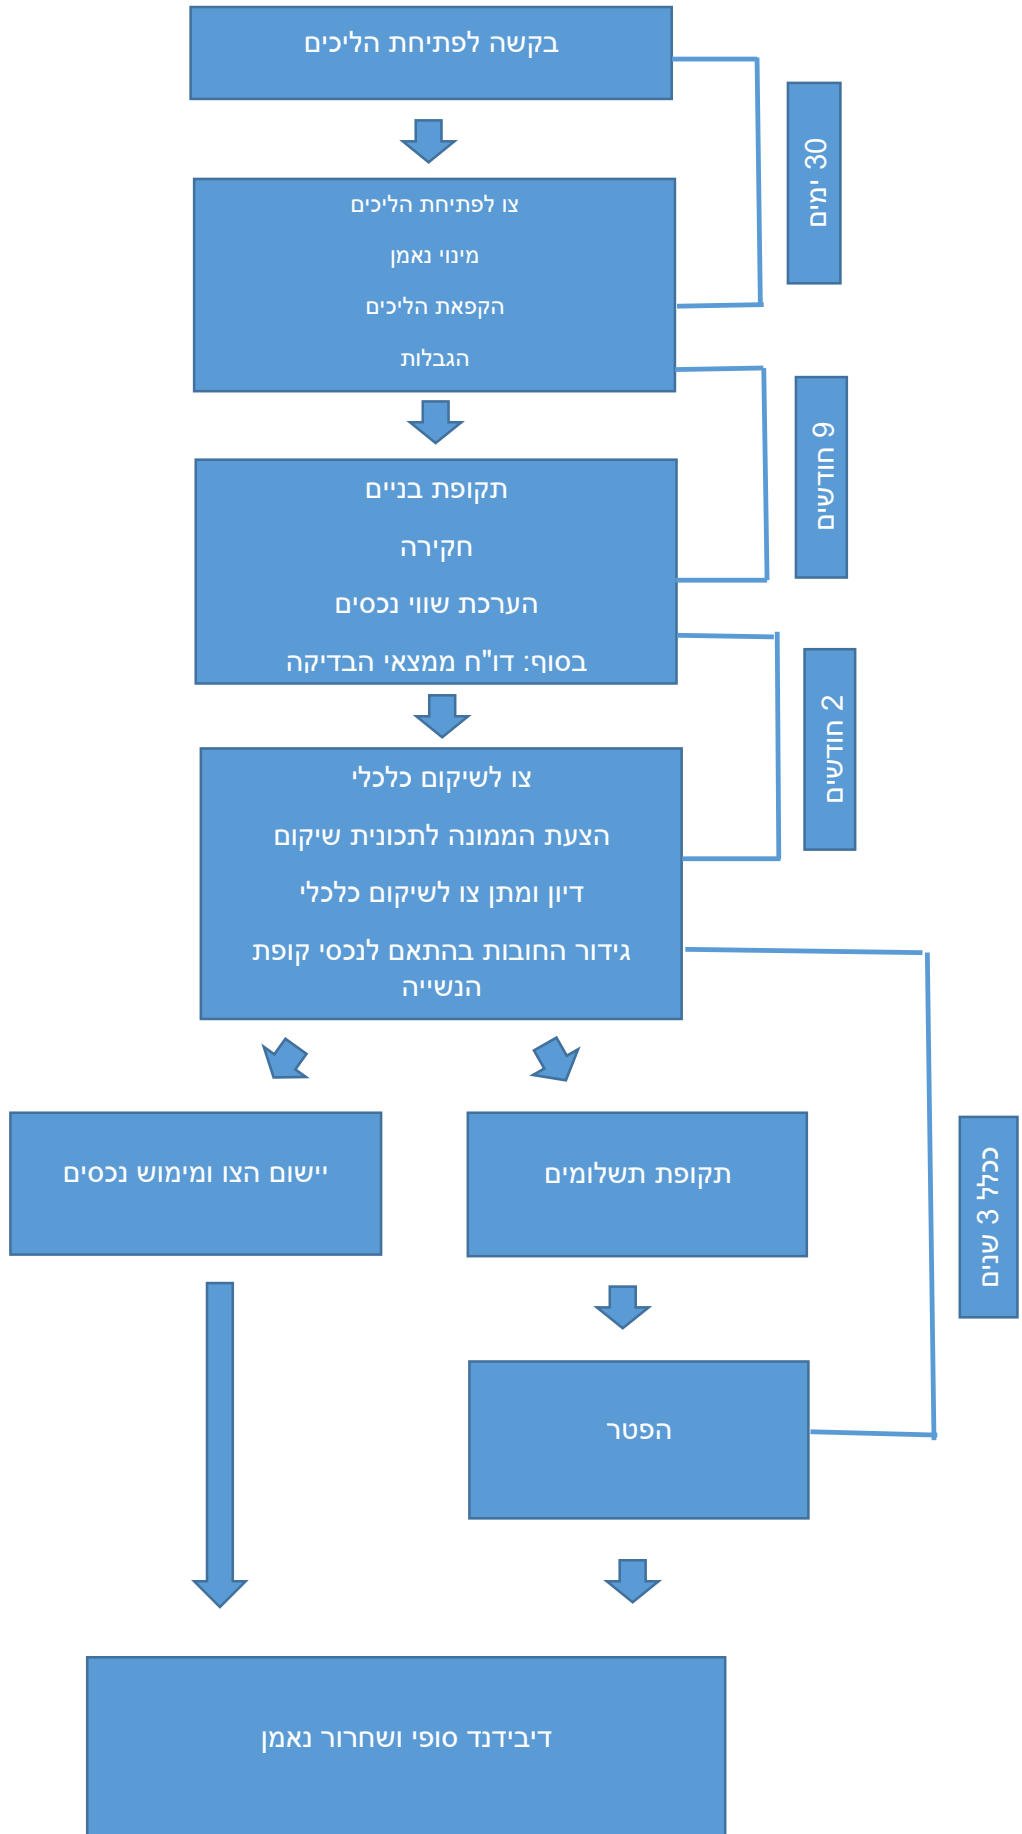 בקשה לפתיחת הליכים
30 ימים
צו לפתיחת הליכים
מינוי נאמן
הקפאת הליכים
הגבלות
9 חודשים
תקופת בניים
חקירה
הערכת שווי נכסים
בסוף: דו"ח ממצאי הבדיקה
2 חודשים
צו לשיקום כלכלי
הצעת הממונה לתכונית שיקום
דיון ומתן צו לשיקום כלכלי
גידור החובות בהתאם לנכסי קופת
הנשייה
ככלל 3 שנים
תקופת תשלומים
יישום הצו ומימוש נכסים
הפטר
דיבידנד סופי ושחרור נאמן